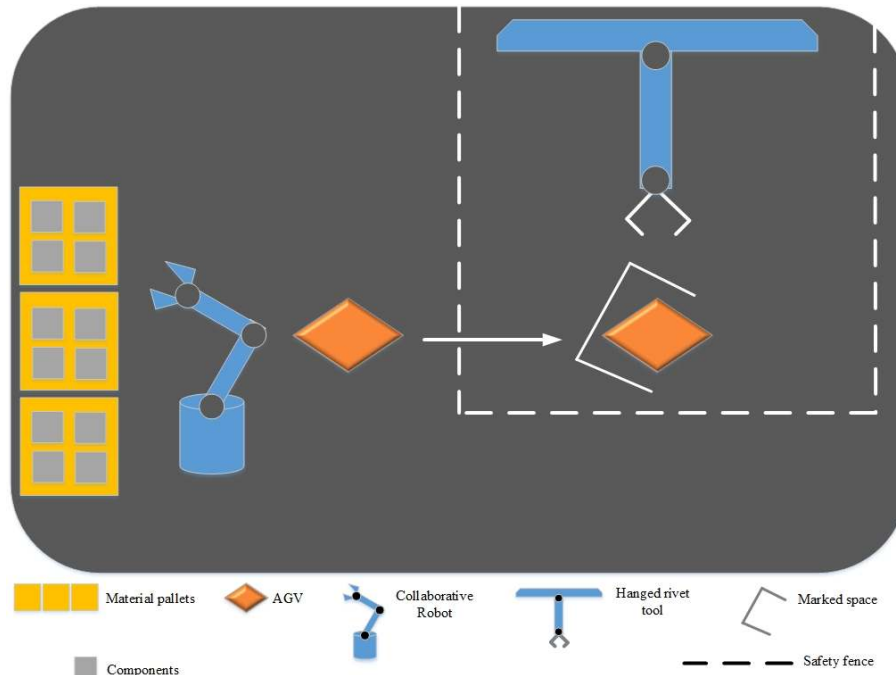 Material pallets
AGV
Collaborative
Robot
Hanged rivet
tool
Marked space
Components
Safety fence